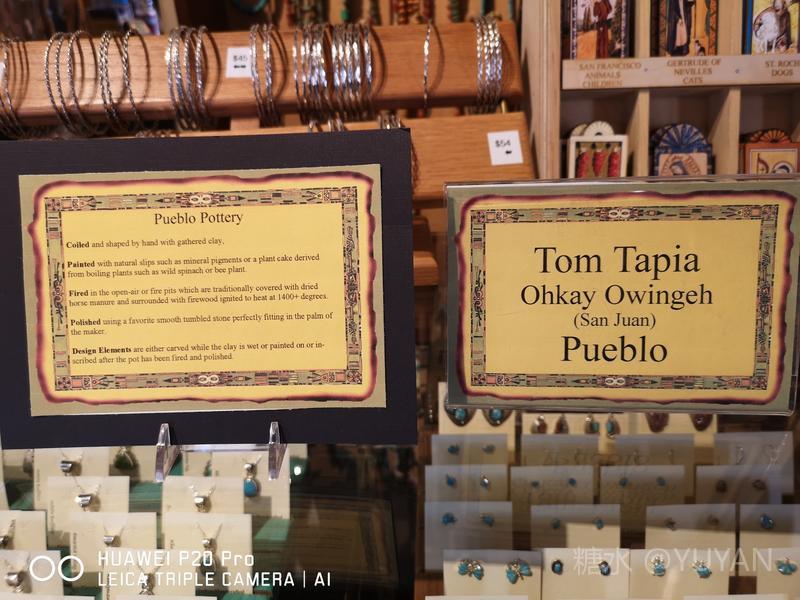 $45
SAN FRANCISCO
ANIMALS
CHILDREN
GERTRUDE OF
NEVILLES
CATS
ST. ROCH
DOGS
$54
Pueblo Pottery
Coiled and shaped by hand with gathered clay,
Painted with natural slips such as mineral pigments or a plant cake derived
from boiling plants such as wild spinach or bee plant.
Fired in the open-air or fire pits which are traditionally covered with dried
horse manure and surrounded with firewood ignited to heat at 1400+ degrees.
Polished using a favorite smooth tumbled stone perfectly fitting in the palm of
the maker.
Design Elements are either carved while the clay is wet or painted on or in-
scribed after the pot has been fired and polished.
Tom Tapia
Ohkay Owingeh
(San Juan)
Pueblo
HUAWEI P20 Pro
LEICA TRIPLE CAMERA | AI
糖水 @YUYAN